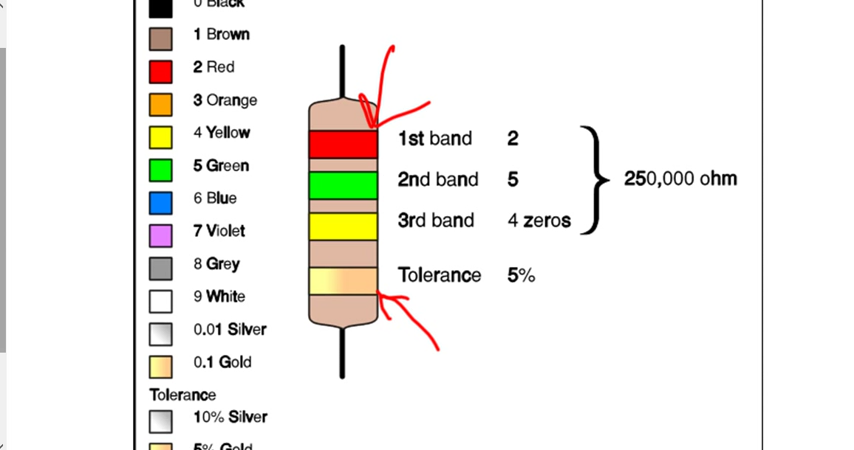 0 Black
1 Brown
2 Red
3 Orange
4 Yellow
5 Green
6 Blue
7 Violet
8 Grey
9 White
0.01 Silver
0.1 Gold
Tolerance
10% Silver
5% Gold
1st band 2
2nd band 5
3rd band 4 zeros
Tolerance 5%
250,000 ohm